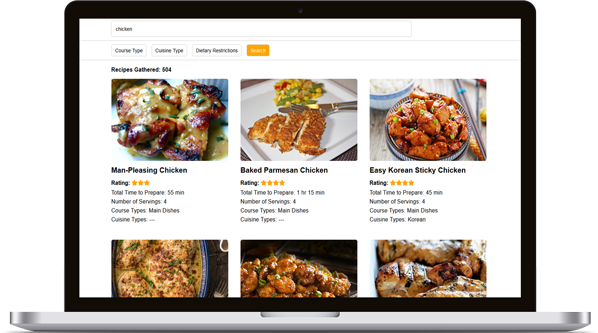 chicken
Course Type Cuisine Type Dietary Restrictions Search
Recipes Gathered: 504
Man-Pleasing Chicken Baked Parmesan Chicken Easy Korean Sticky Chicken
Rating: Rating: Rating:
Total Time to Prepare: 55 min Total Time to Prepare: 1 hr 15 min Total Time to Prepare: 45 min
Number of Servings: 4 Number of Servings: 4 Number of Servings: 4
Course Types: Main Dishes Course Types: Main Dishes Course Types: Main Dishes
Cuisine Types: --- Cuisine Types: --- Cuisine Types: Korean